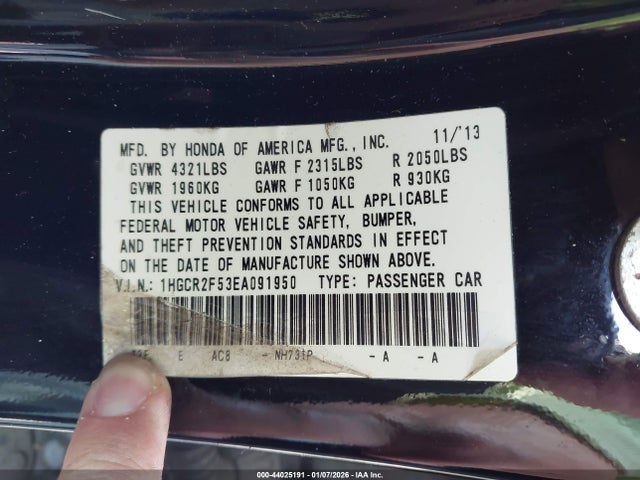 MFD. BY HONDA OF AMERICA MFG., INC. 11/'13
GVWR 4321LBS GAWR F 2315LBS R 2050LBS
GVWR 1960KG GAWR F 1050KG R 930KG
THIS VEHICLE CONFORMS TO ALL APPLICABLE
FEDERAL MOTOR VEHICLE SAFETY, BUMPER,
AND THEFT PREVENTION STANDARDS IN EFFECT
ON THE DATE OF MANUFACTURE SHOWN ABOVE.
V.I.N.: 1HGCR2F53EA091950 TYPE: PASSENGER CAR
E AC8 - NH731P - A - A
000-44025191 - 01/07/2026 - IAA Inc.